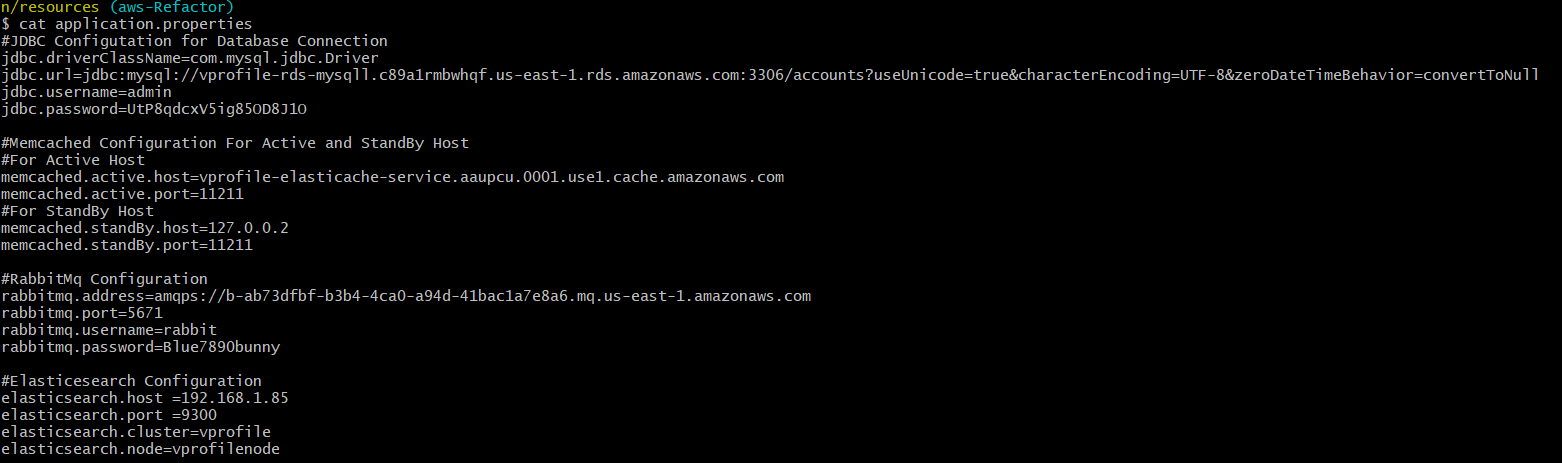 n/resources (aws-Refactor)
$ cat application.properties
#JDBC Configutation for Database Connection
jdbc.driverClassName=com.mysql.jdbc.Driver
jdbc.url=jdbc:mysql://vprofile-rds-mysqll.c89a1rmbwhqf.us-east-1.rds.amazonaws.com:3306/accounts?useUnicode=true&characterEncoding=UTF-8&zeroDateTimeBehavior=convertToNull
jdbc.username=admin
jdbc.password=UtP8qdcxV5ig85OD8J1O

#Memcached Configuration For Active and StandBy Host
#For Active Host
memcached.active.host=vprofile-elasticache-service.aaupcu.0001.use1.cache.amazonaws.com
memcached.active.port=11211
#For StandBy Host
memcached.standBy.host=127.0.0.2
memcached.standBy.port=11211

#RabbitMq Configuration
rabbitmq.address=amqps://b-ab73dfbf-b3b4-4ca0-a94d-41bac1a7e8a6.mq.us-east-1.amazonaws.com
rabbitmq.port=5671
rabbitmq.username=rabbit
rabbitmq.password=Blue7890bunny

#Elasticesearch Configuration
elasticsearch.host =192.168.1.85
elasticsearch.port =9300
elasticsearch.cluster=vprofile
elasticsearch.node=vprofilenode